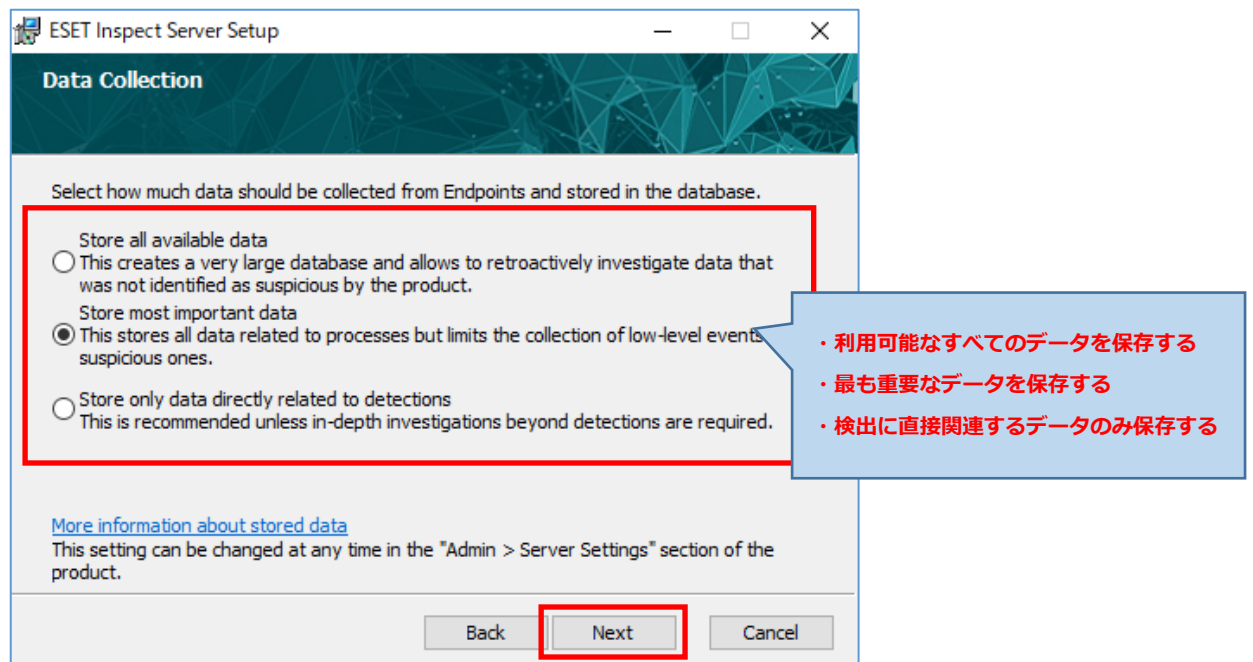 ESET Inspect Server Setup
Data Collection
Select how much data should be collected from Endpoints and stored in the database.
Store all available data
This creates a very large database and allows to retroactively investigate data that
was not identified as suspicious by the product.
Store most important data
This stores all data related to processes but limits the collection of low-level events
suspicious ones.
Store only data directly related to detections
This is recommended unless in-depth investigations beyond detections are required.
・利用可能なすべてのデータを保存する
・最も重要なデータを保存する
・検出に直接関連するデータのみ保存する
More information about stored data
This setting can be changed at any time in the "Admin > Server Settings" section of the
product.
Back
Next
Cancel